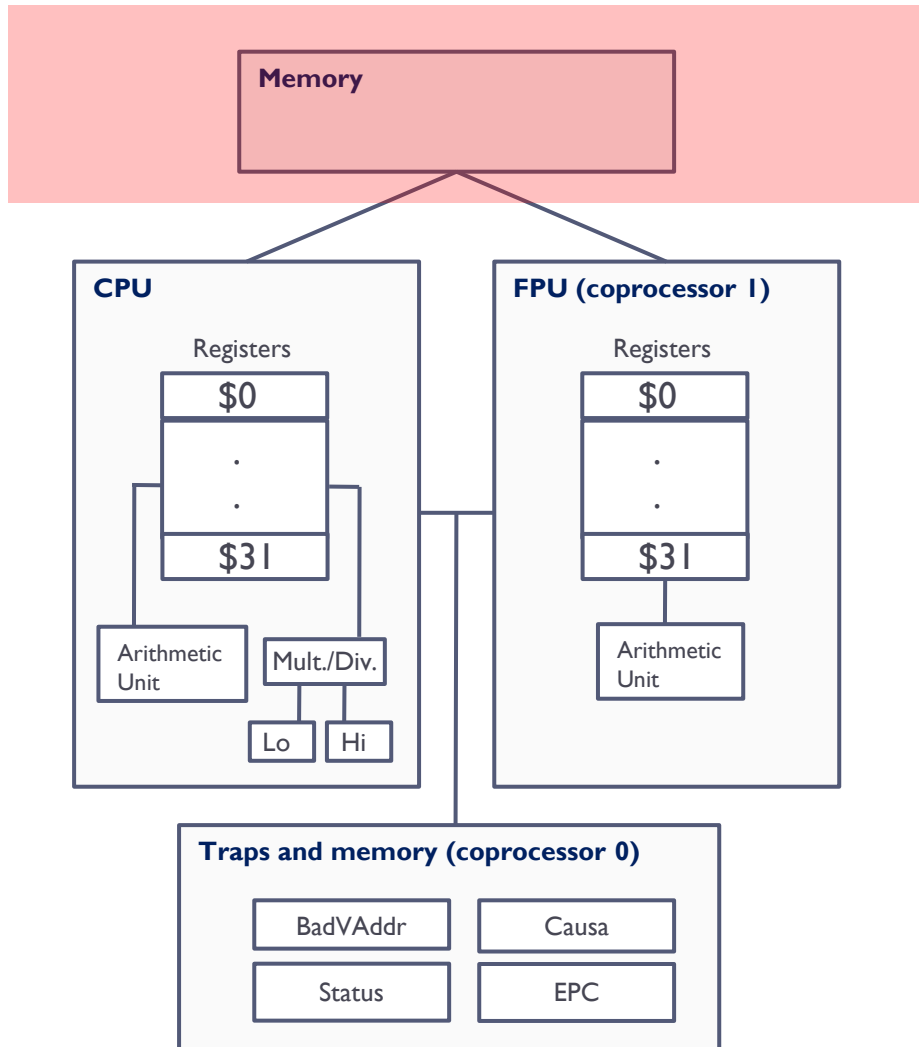 Memory
CPU
FPU (coprocessor 1)
Registers
Registers
$0
$0
.
.
.
.
$31
$31
Arithmetic
Unit
Mult./Div.
Arithmetic
Unit
Lo
Hi
Traps and memory (coprocessor 0)
BadVAddr
Causa
Status
EPC